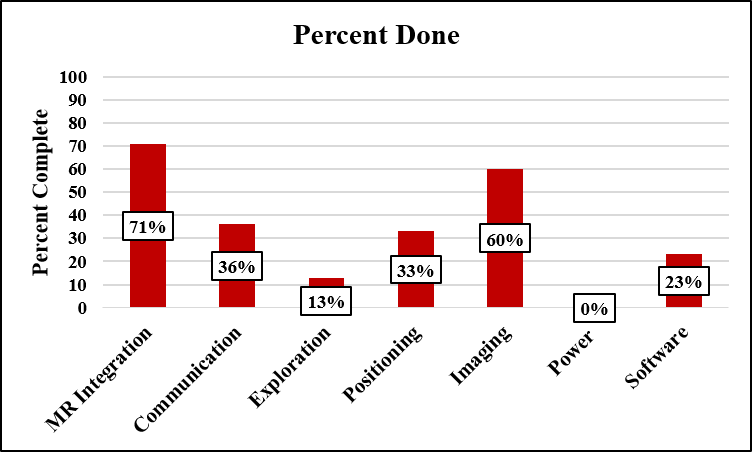 Percent Done
Percent Complete
100
90
80
70
60
50
40
30
20
10
0
71%
36%
13%
33%
60%
0%
23%
MR Integration
Communication
Exploration
Positioning
Imaging
Power
Software